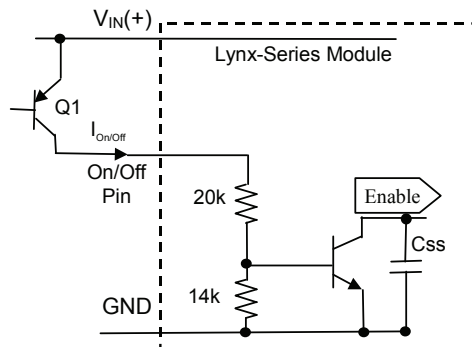 VIN(+)
Lynx-Series Module
Q1
IOn/Off
On/Off
Pin
20k
Enable
Css
14k
GND